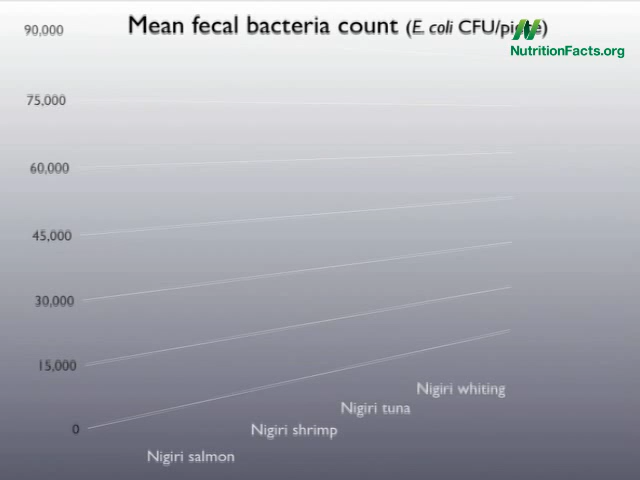 Mean fecal bacteria count (E. coli CFU/piece)
NutritionFacts.org
90,000
75,000
60,000
45,000
30,000
15,000
0
Nigiri salmon
Nigiri shrimp
Nigiri tuna
Nigiri whiting